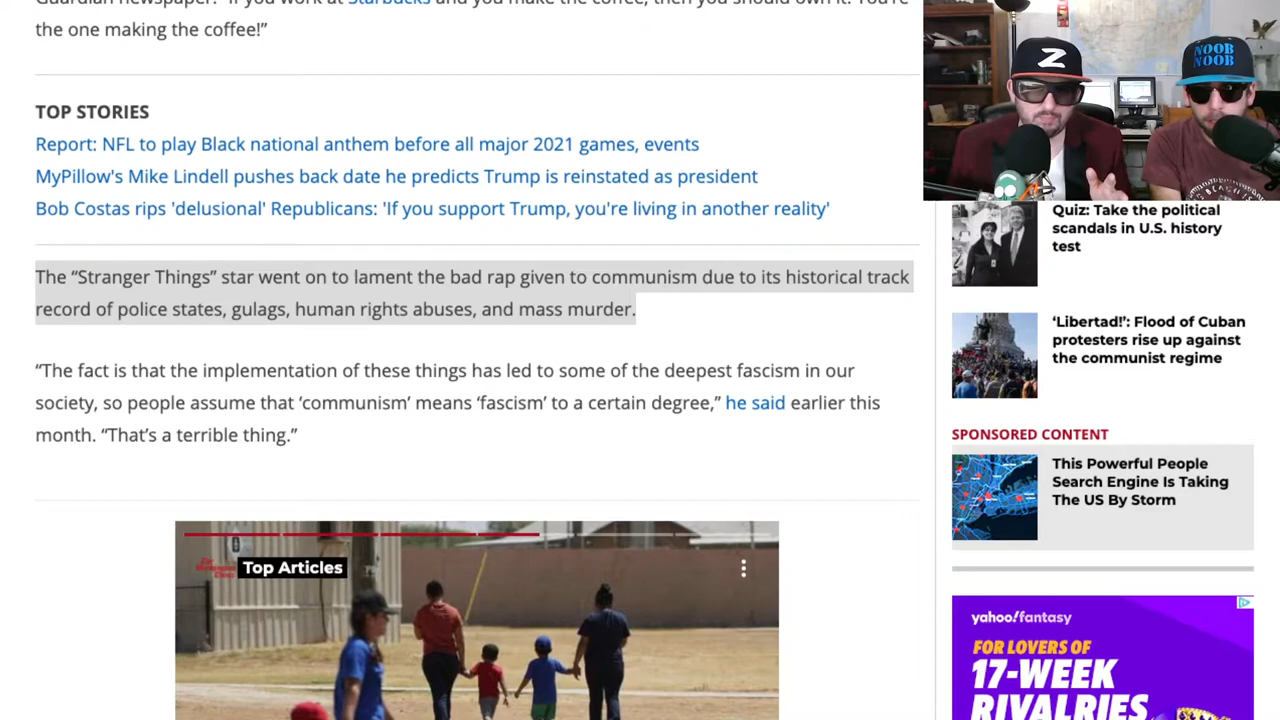 Guardian newspaper. “If you work at Starbucks and you make the coffee, then you should own it. You’re
the one making the coffee!”
TOP STORIES
Report: NFL to play Black national anthem before all major 2021 games, events
MyPillow's Mike Lindell pushes back date he predicts Trump is reinstated as president
Bob Costas rips 'delusional' Republicans: 'If you support Trump, you're living in another reality'
The “Stranger Things” star went on to lament the bad rap given to communism due to its historical track
record of police states, gulags, human rights abuses, and mass murder.
“The fact is that the implementation of these things has led to some of the deepest fascism in our
society, so people assume that ‘communism’ means ‘fascism’ to a certain degree,” he said earlier this
month. “That’s a terrible thing.”
Top Articles
Z
NOOB
NOOB
Quiz: Take the political
scandals in U.S. history
test
‘Libertad!’: Flood of Cuban
protesters rise up against
the communist regime
SPONSORED CONTENT
This Powerful People
Search Engine Is Taking
The US By Storm
yahoo!fantasy
FOR LOVERS OF
17-WEEK
RIVALRIES